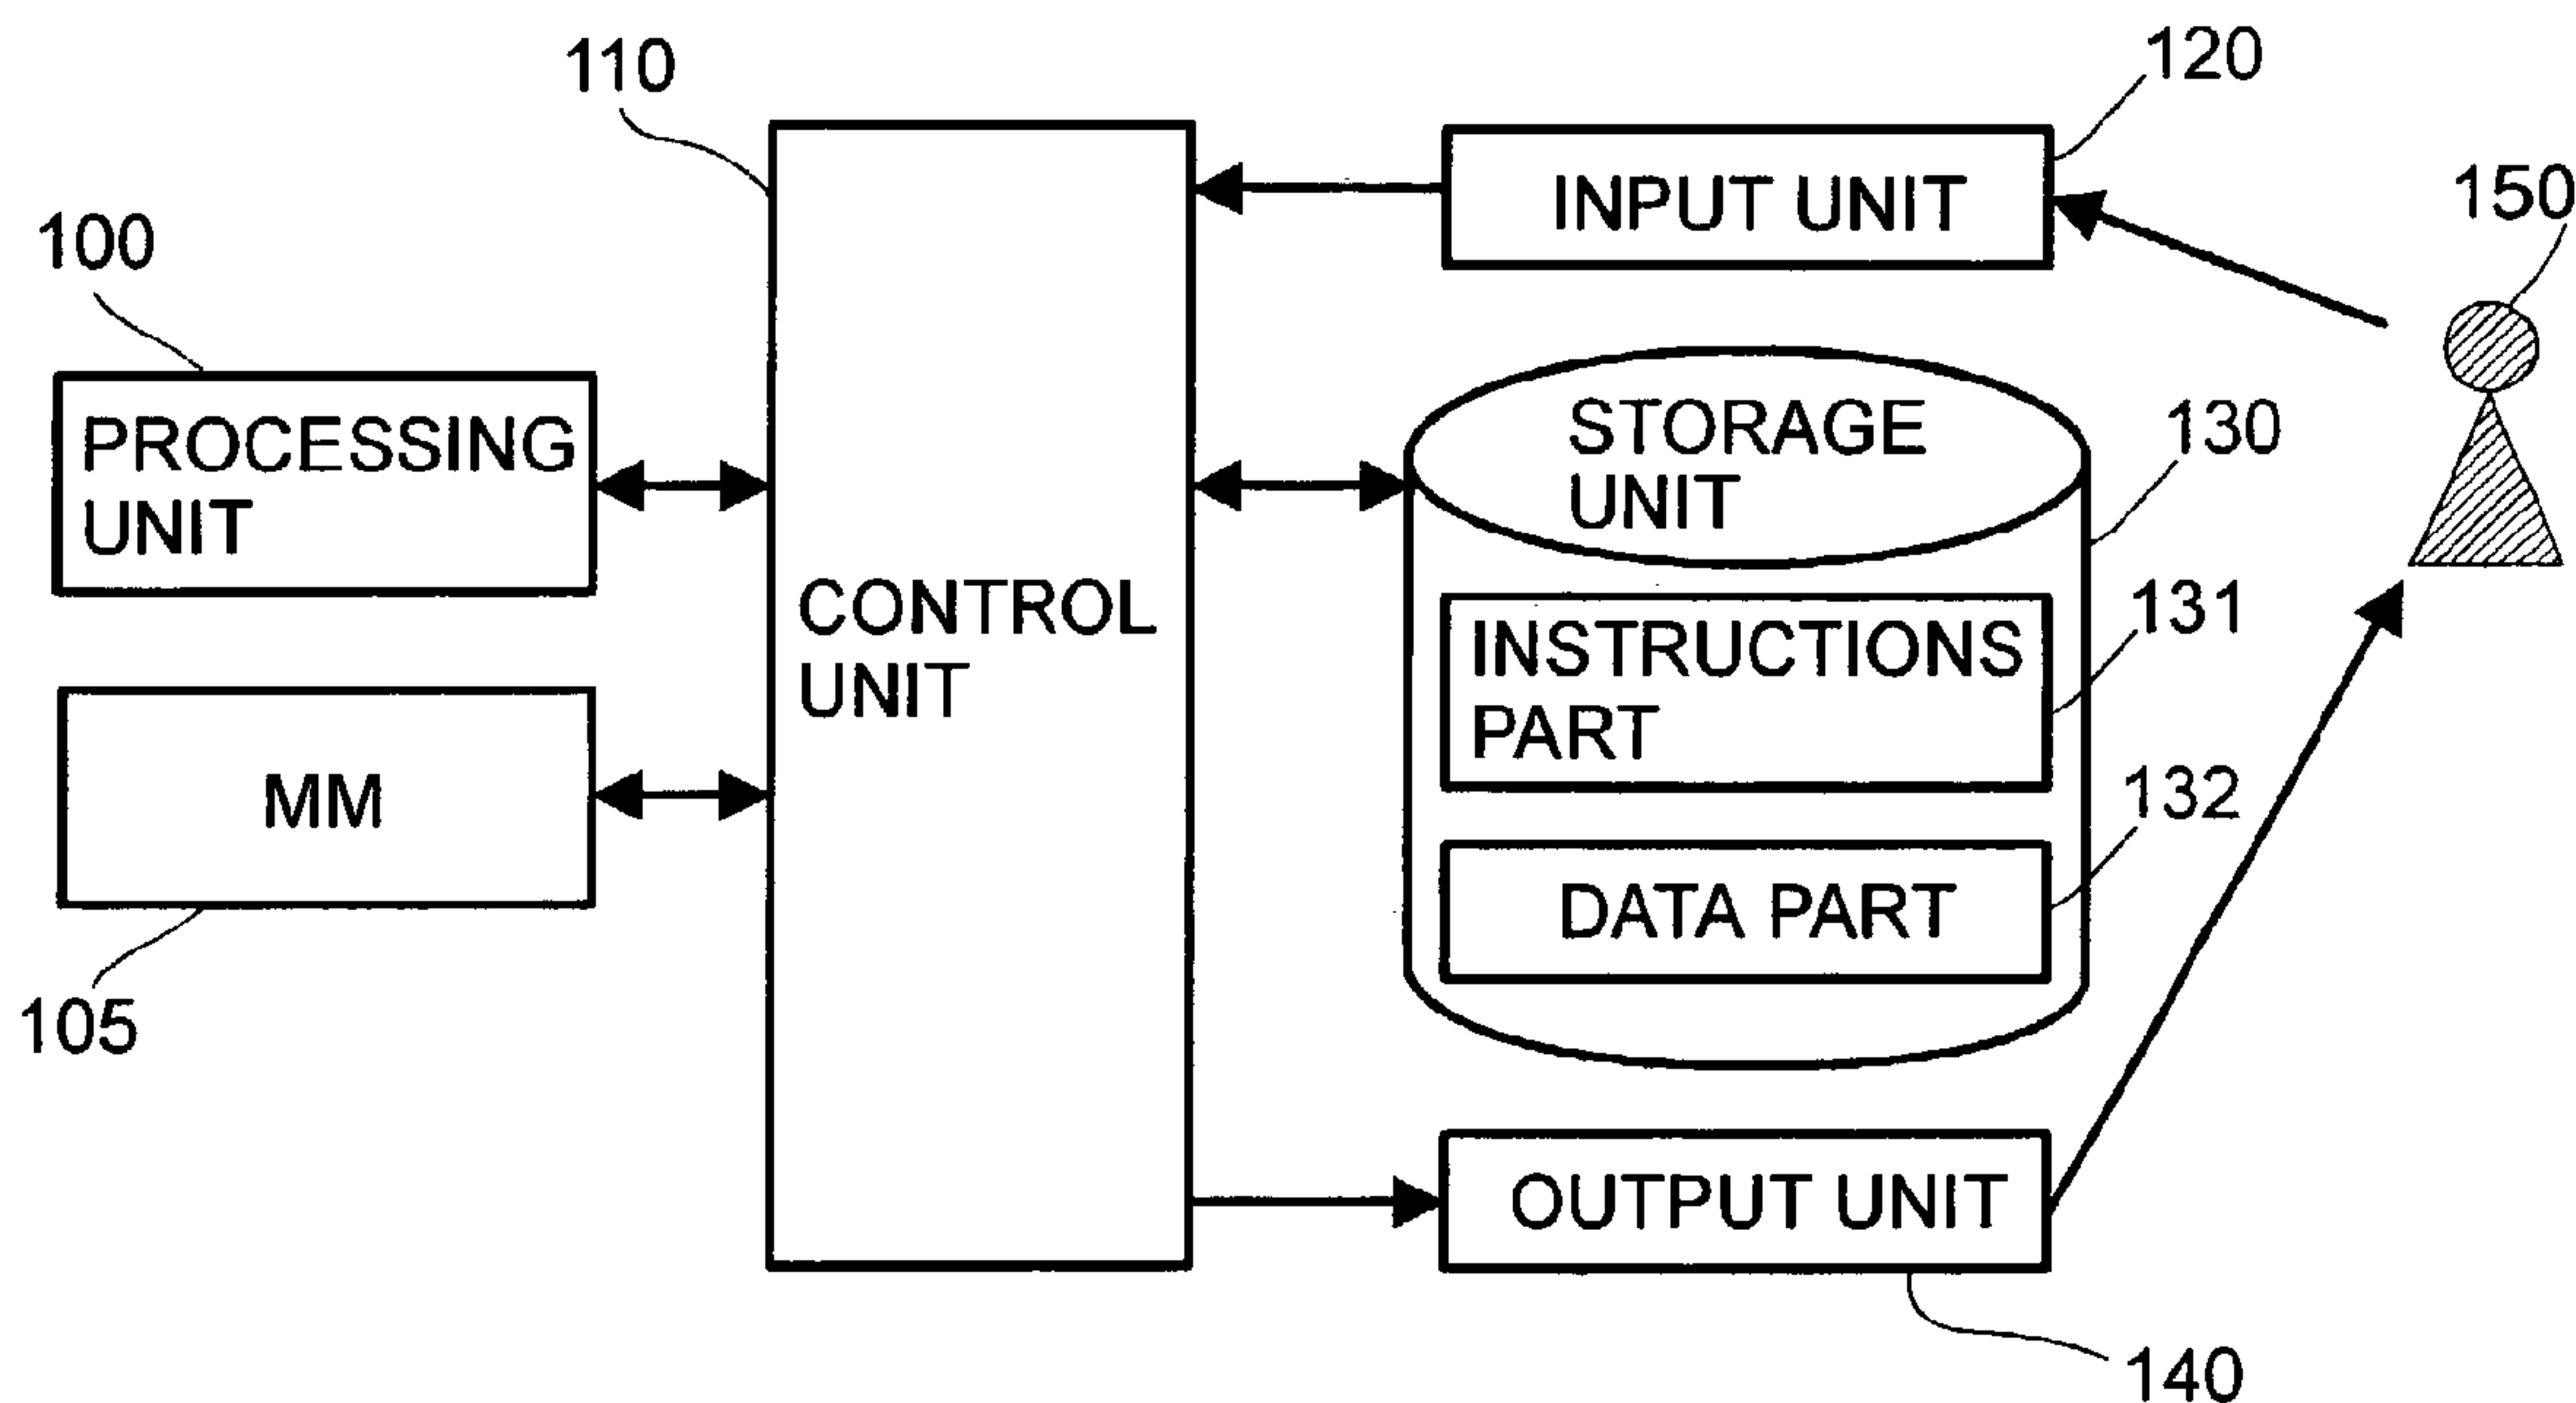 110
120
INPUT UNIT
150
100
PROCESSING
UNIT
STORAGE
UNIT
130
CONTROL
UNIT
131
INSTRUCTIONS
PART
MM
132
DATA PART
105
OUTPUT UNIT
140